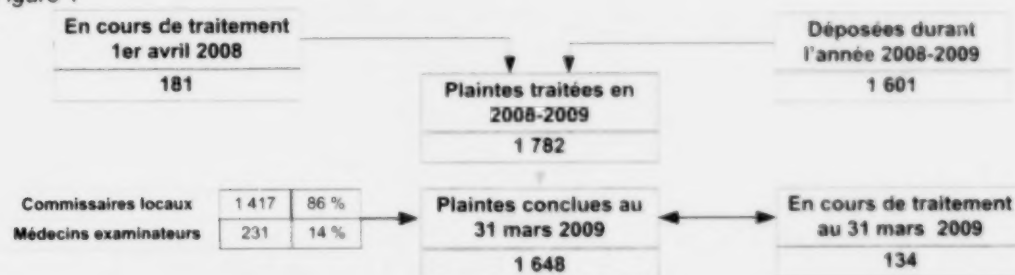 En cours de traitement
1er avril 2008
181
Déposées durant
l'année 2008-2009
1 601
Plaintes traitées en
2008-2009
1 782
Commissaires locaux 1 417 86 %
Médecins examinateurs 231 14 %
Plaintes conclues au
31 mars 2009
1 648
En cours de traitement
au 31 mars 2009
134